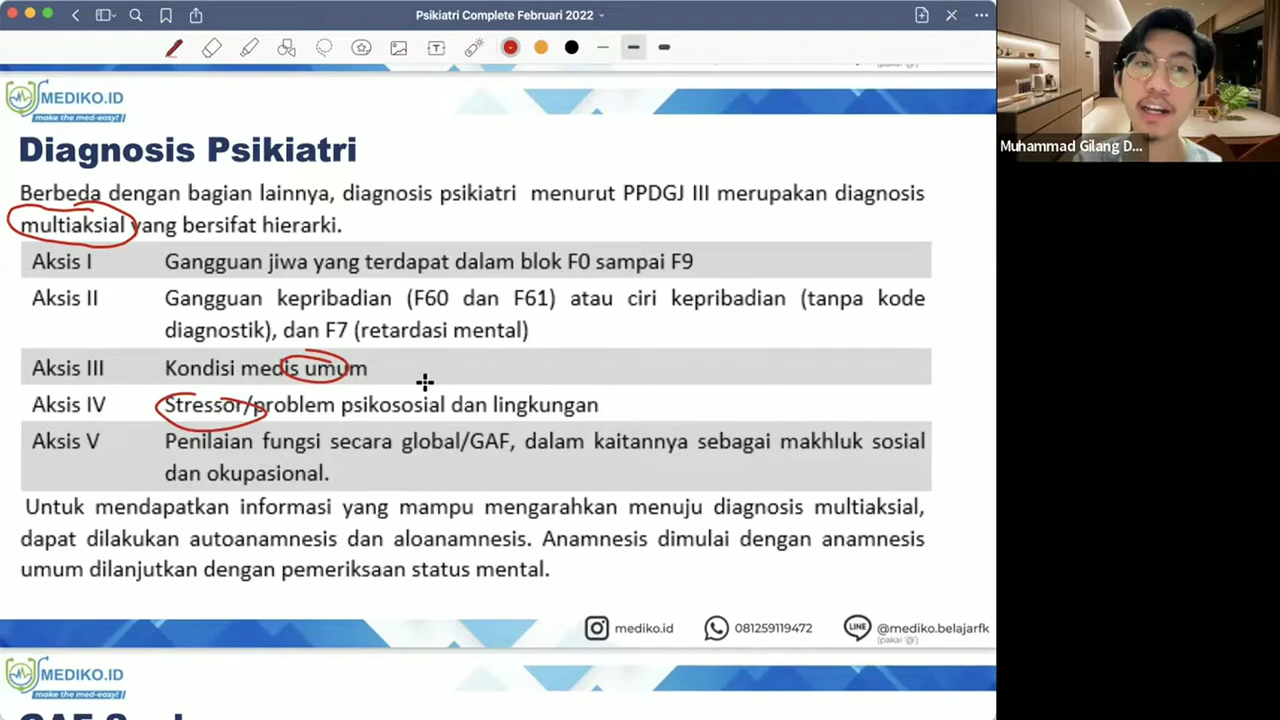 Psikiatri Complete Februari 2022
(pakai '@')
MEDIKO.ID
make the med-easy!
Diagnosis Psikiatri
Berbeda dengan bagian lainnya, diagnosis psikiatri menurut PPDGJ III merupakan diagnosis
multiaksial yang bersifat hierarki.
Aksis I Gangguan jiwa yang terdapat dalam blok F0 sampai F9
Aksis II Gangguan kepribadian (F60 dan F61) atau ciri kepribadian (tanpa kode
diagnostik), dan F7 (retardasi mental)
Aksis III Kondisi medis umum
Aksis IV Stressor/problem psikososial dan lingkungan
Aksis V Penilaian fungsi secara global/GAF, dalam kaitannya sebagai makhluk sosial
dan okupasional.
Untuk mendapatkan informasi yang mampu mengarahkan menuju diagnosis multiaksial,
dapat dilakukan autoanamnesis dan aloanamnesis. Anamnesis dimulai dengan anamnesis
umum dilanjutkan dengan pemeriksaan status mental.
mediko.id 081259119472 LINE @mediko.belajarfk
(pakai '@')
MEDIKO.ID
make the med-easy!
Muhammad Gilang D...